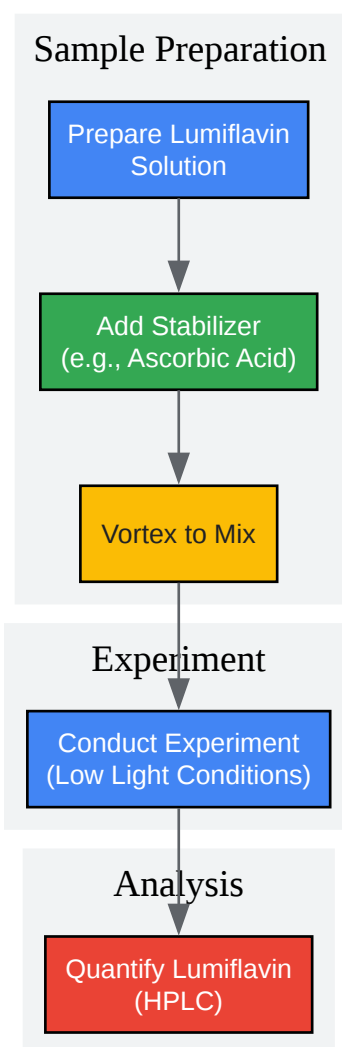 Sample Preparation
Prepare Lumiflavin
Solution
Add Stabilizer
(e.g., Ascorbic Acid)
Vortex to Mix
Experiment
Conduct Experiment
(Low Light Conditions)
Analysis
Quantify Lumiflavin
(HPLC)